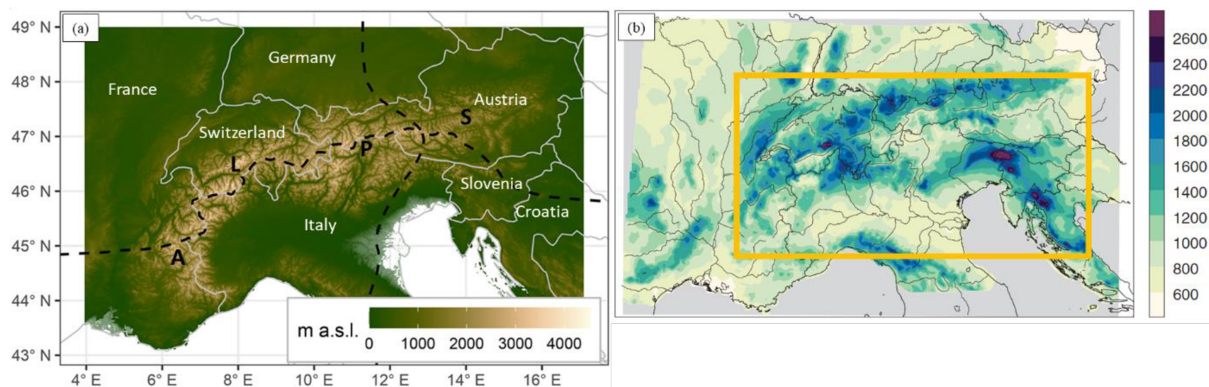 (a)
49° N
48° N
47° N
46° N
45° N
44° N
43° N
France
Germany
Austria
Switzerland
S
P
L
Slovenia
Croatia
Italy
A
m a.s.l.
0 1000 2000 3000 4000
4° E 6° E 8° E 10° E 12° E 14° E 16° E
(b)
2600
2400
2200
2000
1800
1600
1400
1200
1000
800
600